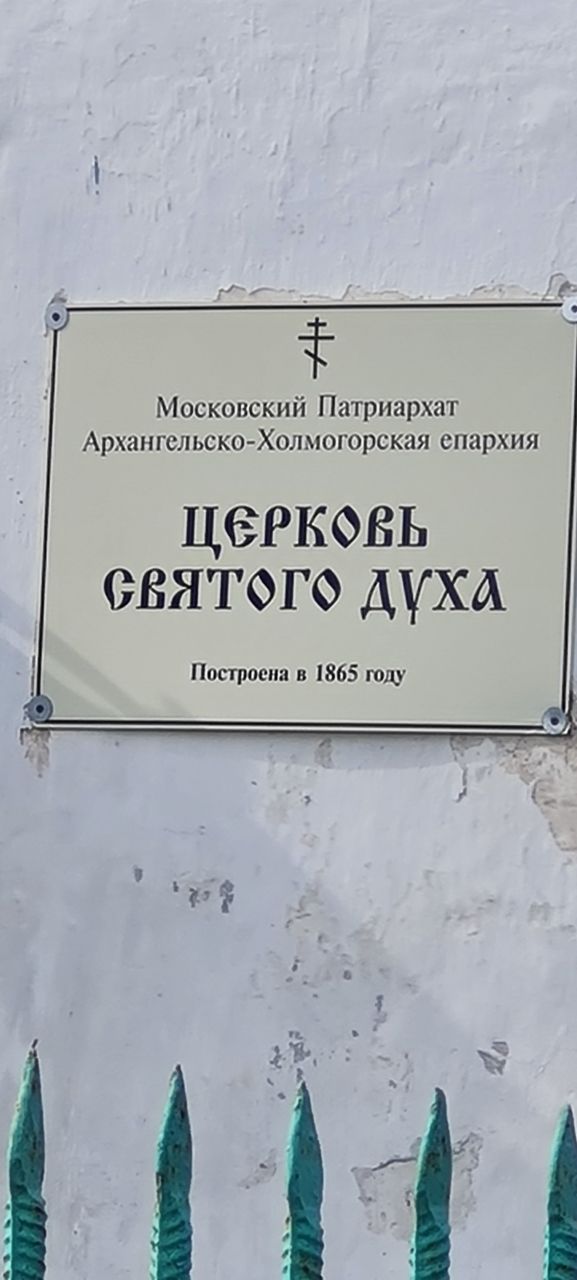 Московский Патриархат
Архангельско-Холмогорская епархия
ЦЕРКОВЬ
СВЯТОГО ДУХА
Построена в 1865 году